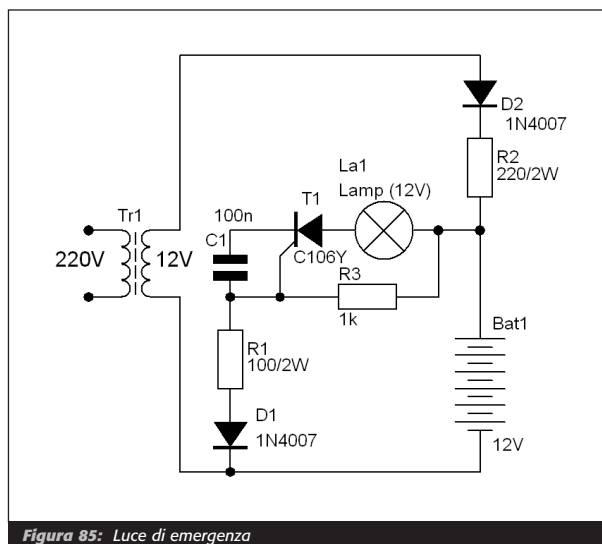 D2
1N4007
R2
220/2W
La1
Lamp (12V)
T1
100n
C1
C106Y
Tr1
220V
12V
R3
1k
Bat1
R1
100/2W
D1
1N4007
12V
Figura 85: Luce di emergenza